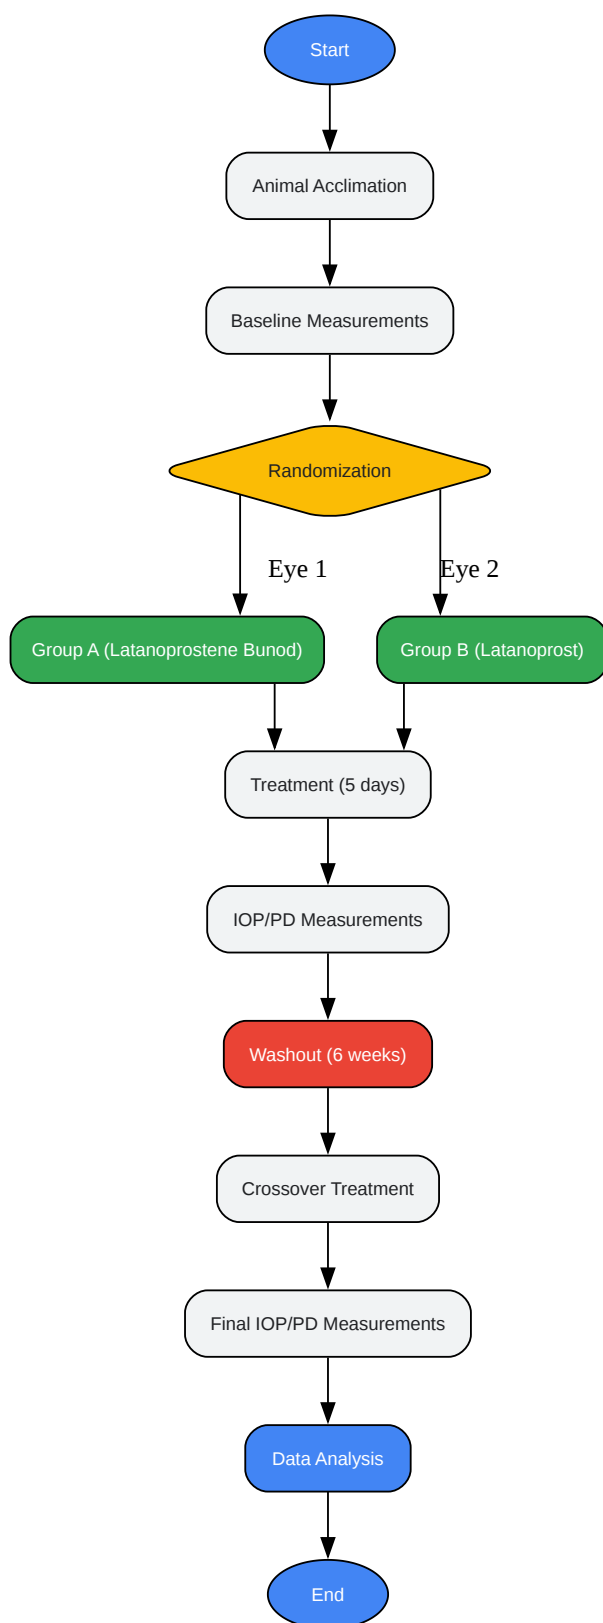 Start
Animal Acclimation
Baseline Measurements
Randomization
Eye 1
Eye 2
Group A (Latanoprostene Bunod)
Group B (Latanoprost)
Treatment (5 days)
IOP/PD Measurements
Washout (6 weeks)
Crossover Treatment
Final IOP/PD Measurements
Data Analysis
End